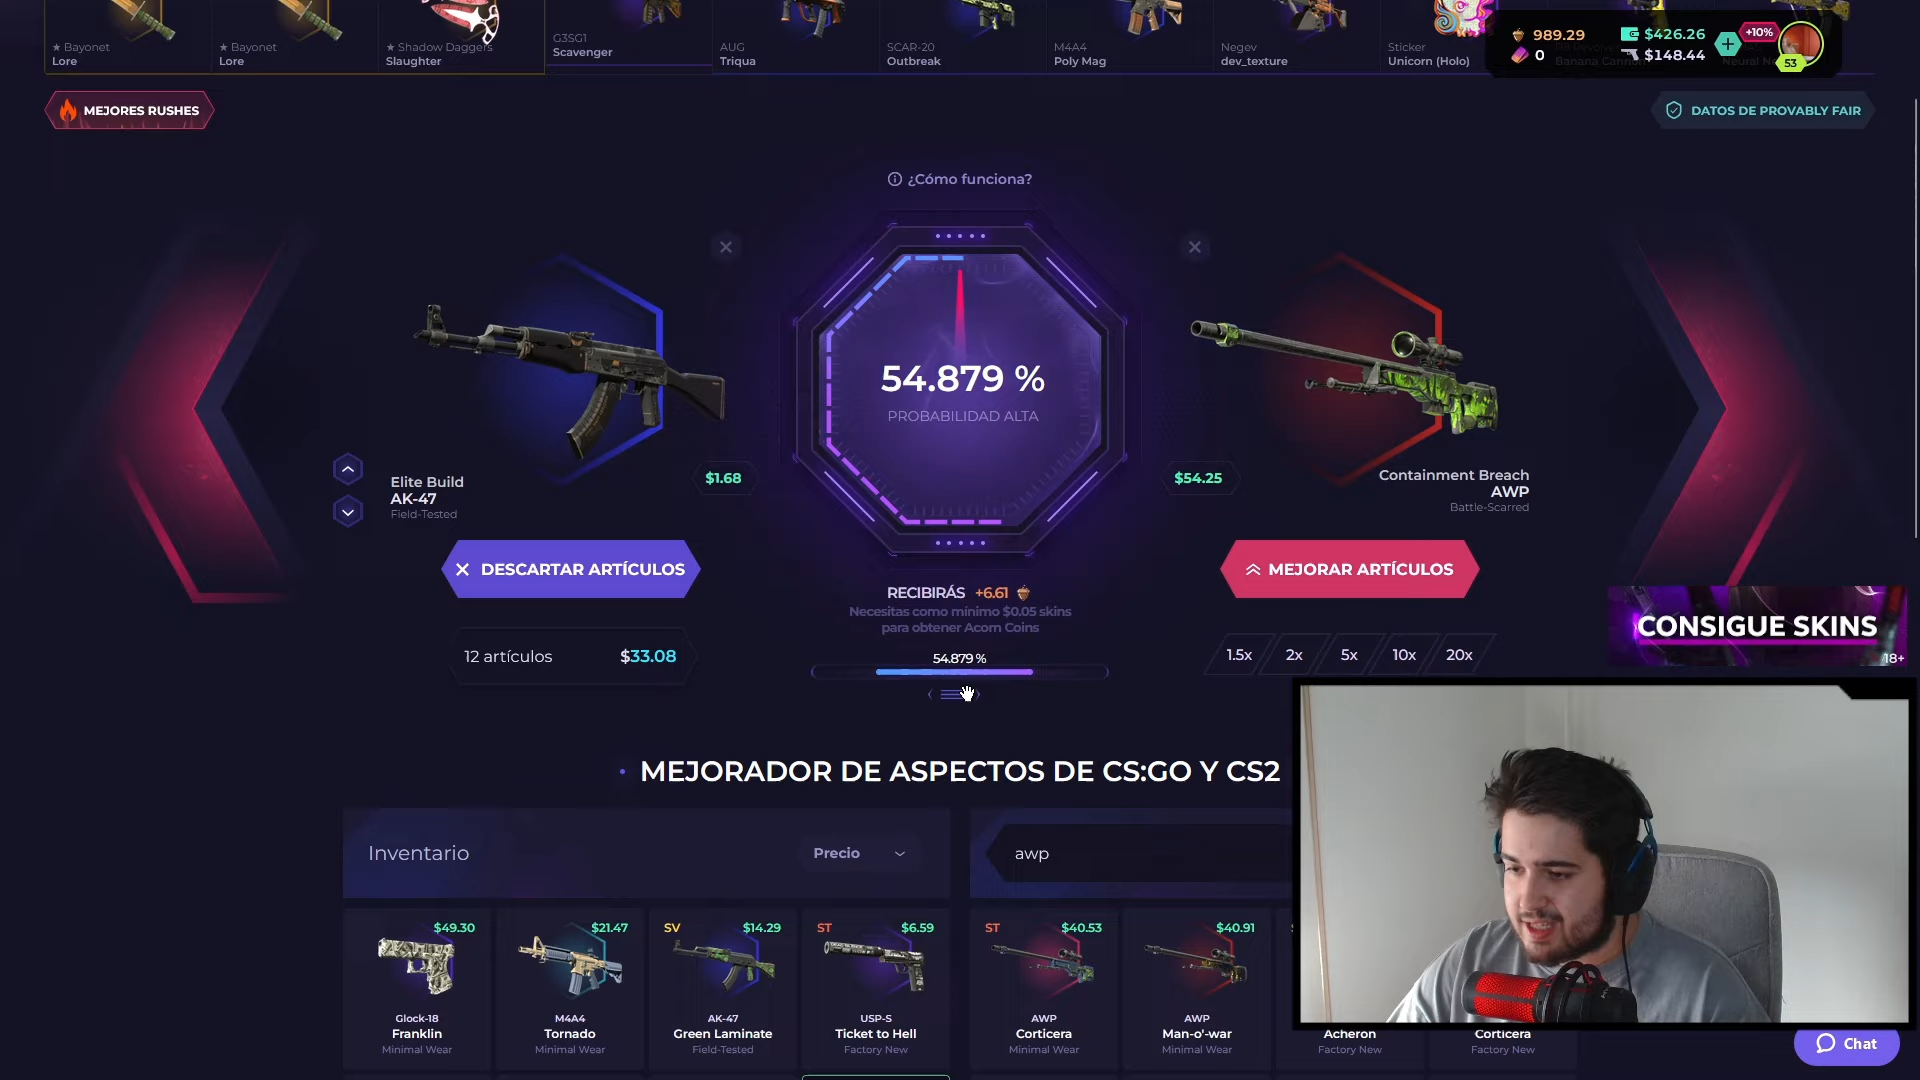 ★ Bayonet
Lore
★ Bayonet
Lore
★ Shadow Daggers
Slaughter
G3SG1
Scavenger
AUG
Triqua
SCAR-20
Outbreak
M4A4
Poly Mag
Negev
dev_texture
Sticker
Unicorn (Holo)
989.29
$426.26
+10%
0
$148.44
53
MEJORES RUSHES
DATOS DE PROVABLY FAIR
¿Cómo funciona?
54.879 %
PROBABILIDAD ALTA
Elite Build
AK-47
Field-Tested
$1.68
$54.25
Containment Breach
AWP
Battle-Scarred
DESCARTAR ARTÍCULOS
MEJORAR ARTÍCULOS
RECIBIRÁS +6.61
Necesitas como mínimo $0.05 skins
para obtener Acorn Coins
12 artículos $33.08
54.879 %
1.5x 2x 5x 10x 20x
CONSIGUE SKINS
18+
MEJORADOR DE ASPECTOS DE CS:GO Y CS2
Inventario
Precio
awp
$49.30
Glock-18
Franklin
Minimal Wear
$21.47
M4A4
Tornado
Minimal Wear
SV $14.29
AK-47
Green Laminate
Field-Tested
ST $6.59
USP-S
Ticket to Hell
Factory New
ST $40.53
AWP
Corticera
Minimal Wear
$40.91
AWP
Man-o'-war
Minimal Wear
Acheron
Factory New
Corticera
Factory New
Chat